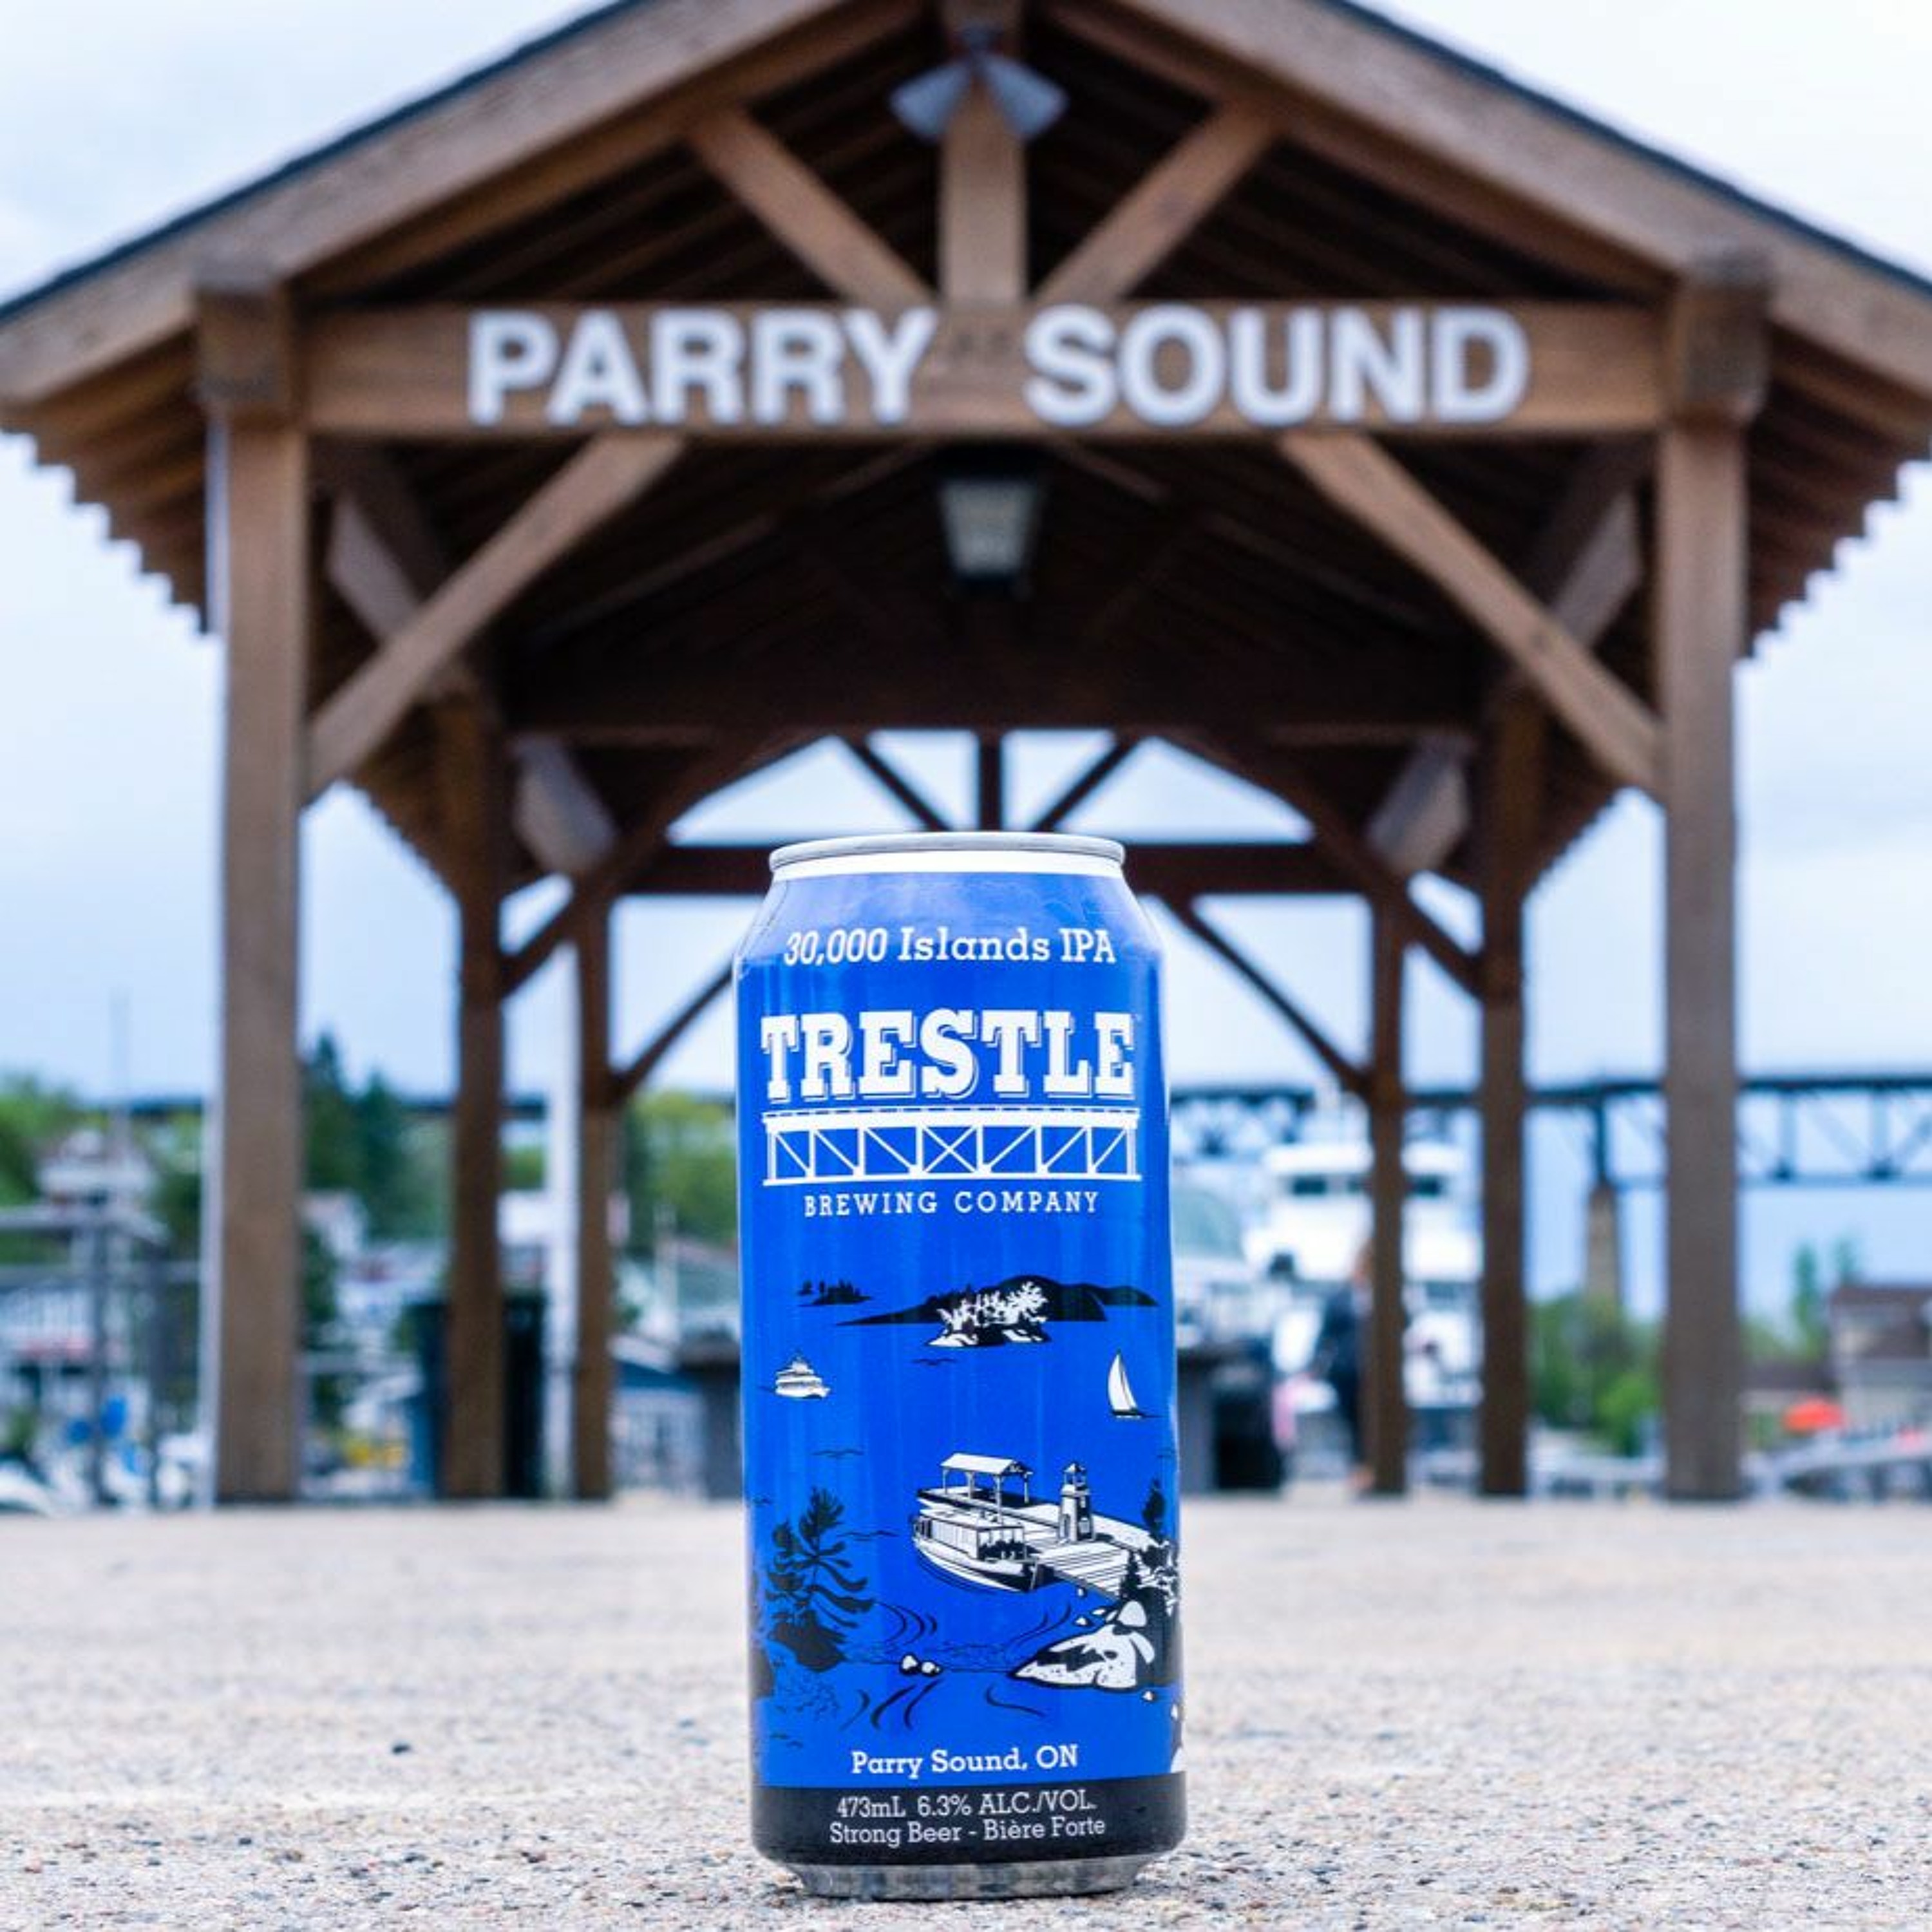 PARRY SOUND
30,000 Islands IPA
TRESTLE
BREWING COMPANY
Parry Sound, ON
473mL 6.3% ALC./VOL.
Strong Beer - Bière Forte